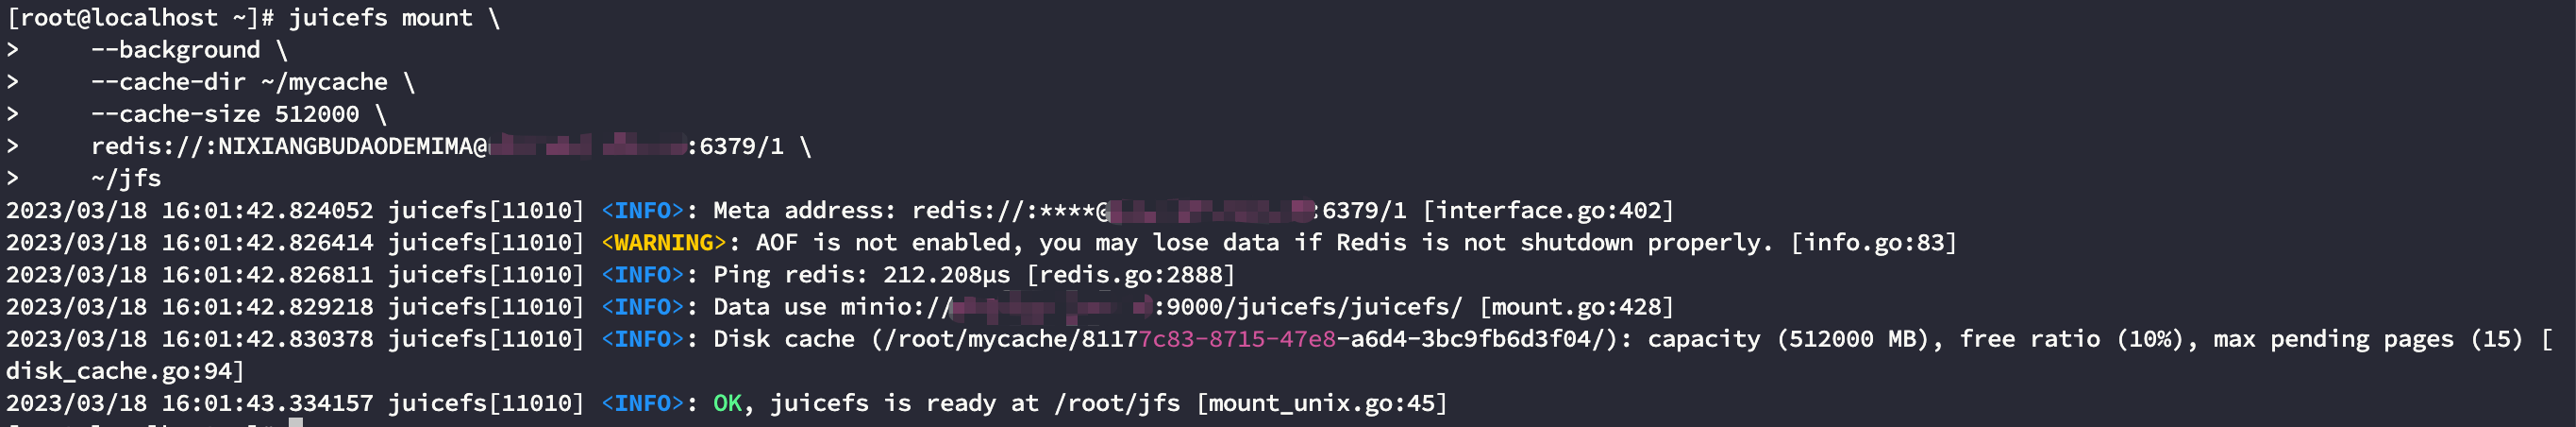 [root@localhost ~]# juicefs mount \
>     --background \
>     --cache-dir ~/mycache \
>     --cache-size 512000 \
>     redis://:NIXIANGBUDAODEMIMA@:6379/1 \
>     ~/jfs
2023/03/18 16:01:42.824052 juicefs[11010] <INFO>: Meta address: redis://:****@:6379/1 [interface.go:402]
2023/03/18 16:01:42.826414 juicefs[11010] <WARNING>: AOF is not enabled, you may lose data if Redis is not shutdown properly. [info.go:83]
2023/03/18 16:01:42.826811 juicefs[11010] <INFO>: Ping redis: 212.208µs [redis.go:2888]
2023/03/18 16:01:42.829218 juicefs[11010] <INFO>: Data use minio://:9000/juicefs/juicefs/ [mount.go:428]
2023/03/18 16:01:42.830378 juicefs[11010] <INFO>: Disk cache (/root/mycache/81177c83-8715-47e8-a6d4-3bc9fb6d3f04/): capacity (512000 MB), free ratio (10%), max pending pages (15) [
disk_cache.go:94]
2023/03/18 16:01:43.334157 juicefs[11010] <INFO>: OK, juicefs is ready at /root/jfs [mount_unix.go:45]